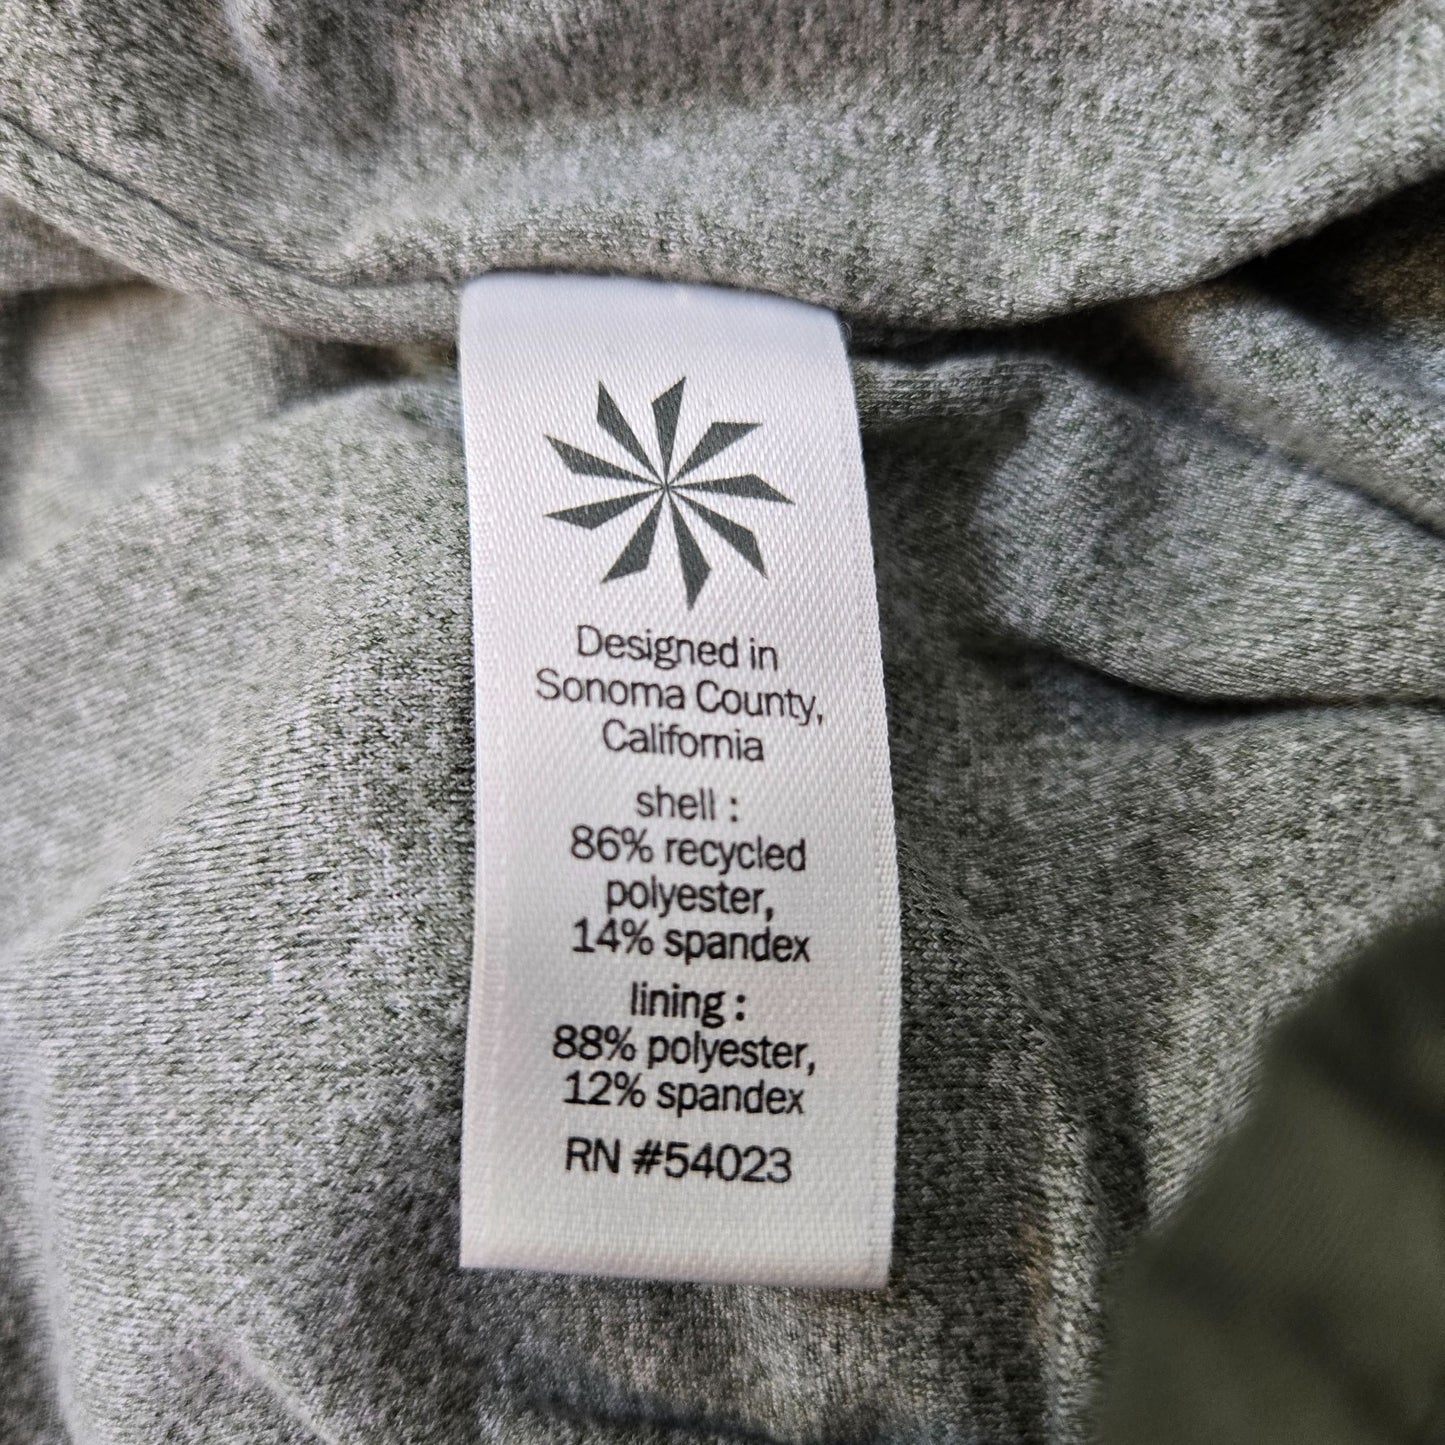 Designed in
Sonoma County,
California
shell :
86% recycled
polyester,
14% spandex
lining :
88% polyester,
12% spandex
RN #54023